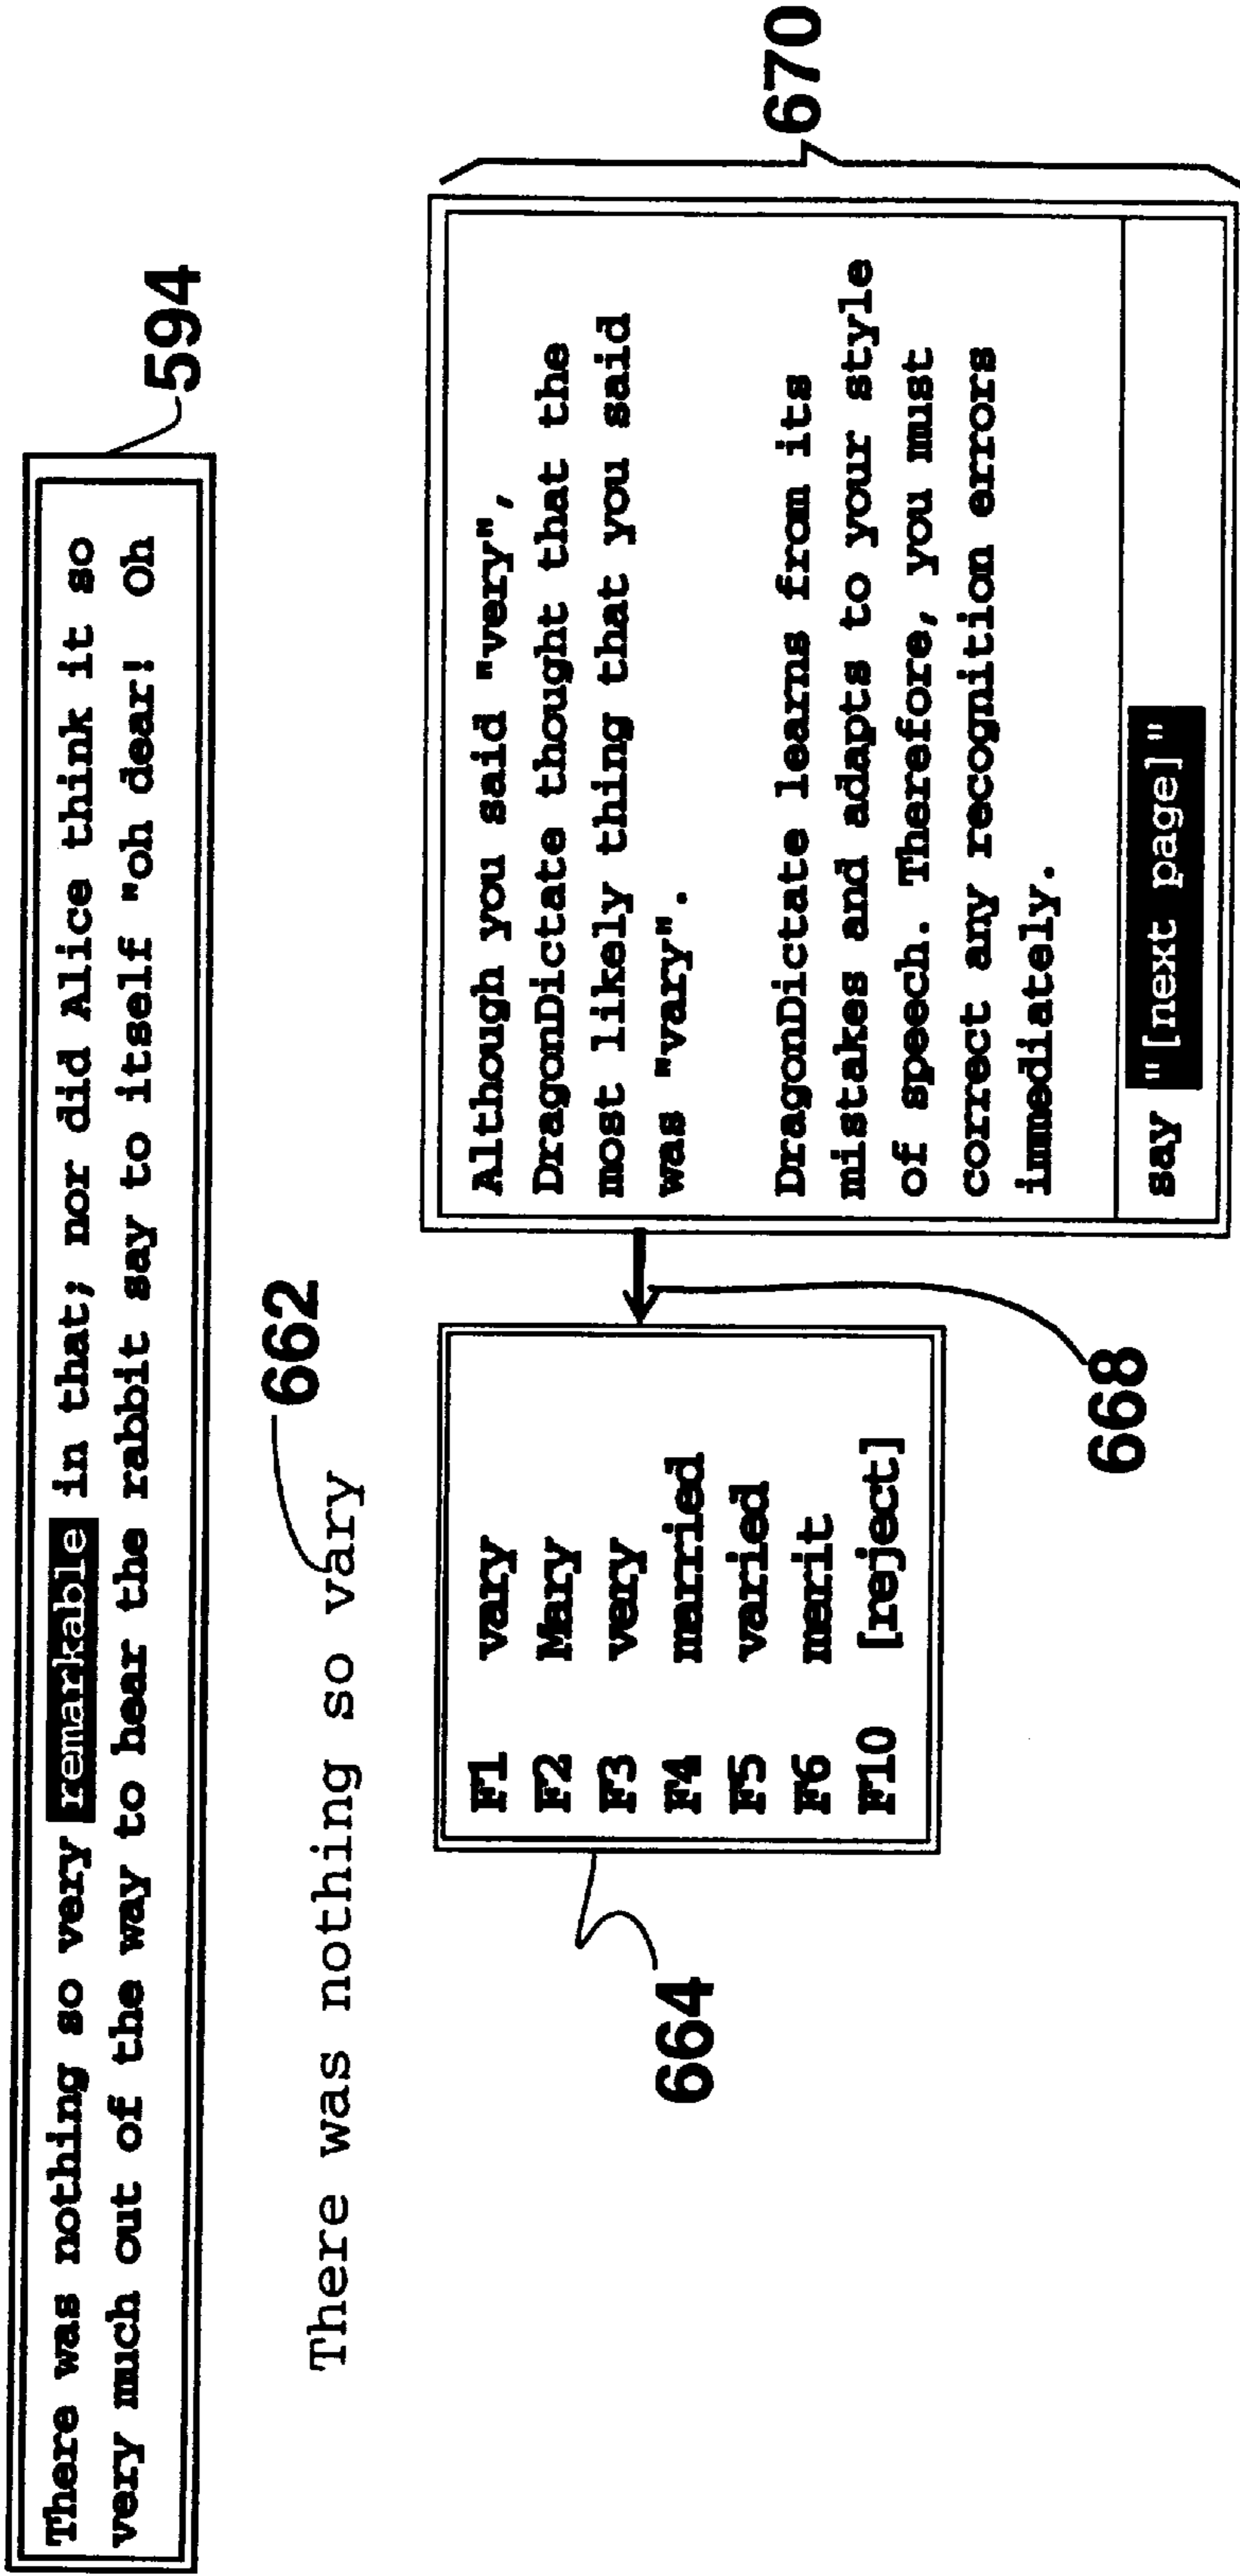 There was nothing so very remarkable in that; nor did Alice think it so
very much out of the way to hear the rabbit say to itself "oh dear! Oh
594
There was nothing so vary
662
664
F1 vary
F2 Mary
F3 very
F4 married
F5 varied
F6 merit
F10 [reject]
668
Although you said "very",
DragonDictate thought that the
most likely thing that you said
was "vary".
DragonDictate learns from its
mistakes and adapts to your style
of speech. Therefore, you must
correct any recognition errors
immediately.
say "[next page]"
670